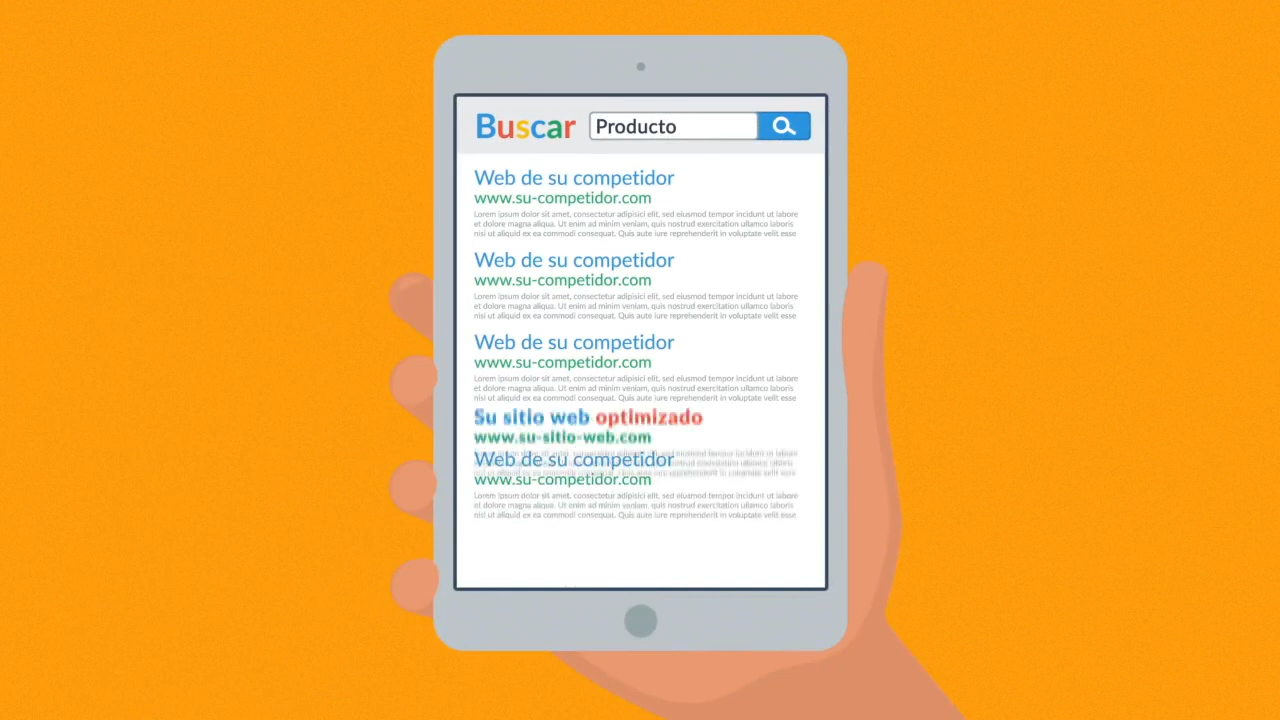 Buscar Producto
Web de su competidor
www.su-competidor.com
Lorem ipsum dolor sit amet, consectetur adipisici elit, sed eiusmod tempor incidunt ut labore
et dolore magna aliqua. Ut enim ad minim veniam, quis nostrud exercitation ullamco laboris
nisi ut aliquid ex ea commodi consequat. Quis aute iure reprehenderit in voluptate velit esse
Web de su competidor
www.su-competidor.com
Lorem ipsum dolor sit amet, consectetur adipisici elit, sed eiusmod tempor incidunt ut labore
et dolore magna aliqua. Ut enim ad minim veniam, quis nostrud exercitation ullamco laboris
nisi ut aliquid ex ea commodi consequat. Quis aute iure reprehenderit in voluptate velit esse
Web de su competidor
www.su-competidor.com
Lorem ipsum dolor sit amet, consectetur adipisici elit, sed eiusmod tempor incidunt ut labore
et dolore magna aliqua. Ut enim ad minim veniam, quis nostrud exercitation ullamco laboris
nisi ut aliquid ex ea commodi consequat. Quis aute iure reprehenderit in voluptate velit esse
Su sitio web optimizado
www.su-sitio-web.com
Web de su competidor
www.su-competidor.com
Lorem ipsum dolor sit amet, consectetur adipisici elit, sed eiusmod tempor incidunt ut labore
et dolore magna aliqua. Ut enim ad minim veniam, quis nostrud exercitation ullamco laboris
nisi ut aliquid ex ea commodi consequat. Quis aute iure reprehenderit in voluptate velit esse